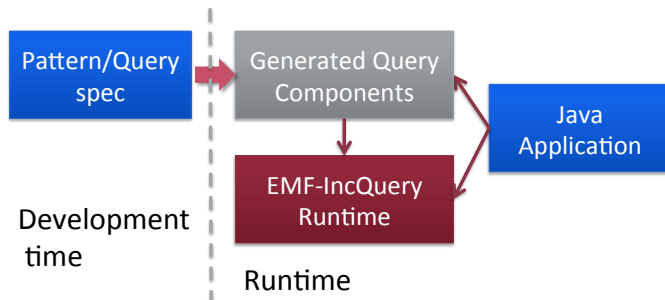 Pattern/Query
spec
Generated Query
Components
Java
Application
EMF-IncQuery
Runtime
Development
time
Runtime